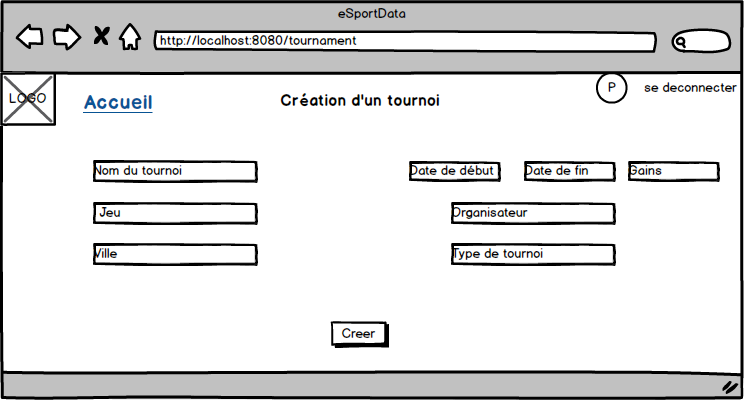 eSportData
http://localhost:8080/tournament
LOGO
Accueil
Création d'un tournoi
P
se deconnecter
Nom du tournoi
Date de début
Date de fin
Gains
Jeu
Organisateur
Ville
Type de tournoi
Creer